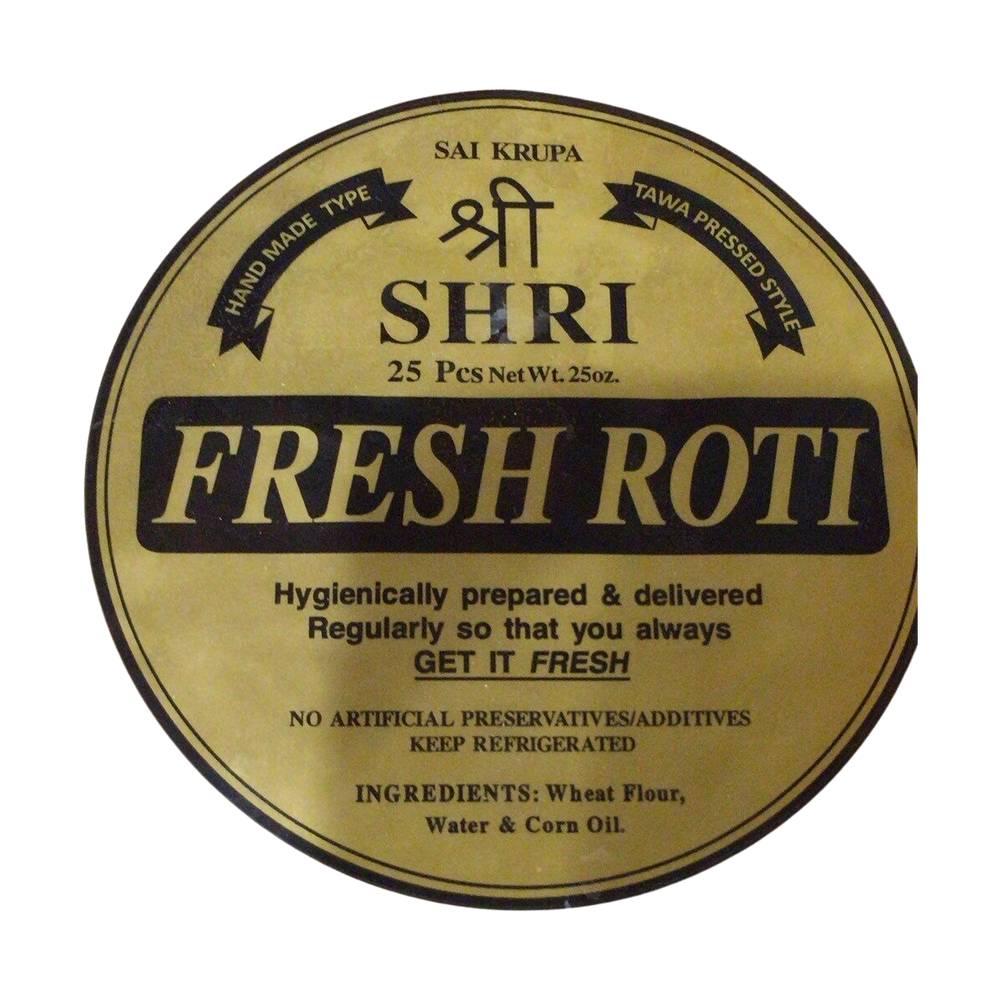 SAI KRUPA
HAND MADE TYPE
TAWA PRESSED STYLE
श्री
SHRI
25 Pcs Net Wt. 25oz.
FRESH ROTI
Hygienically prepared & delivered
Regularly so that you always
GET IT FRESH
NO ARTIFICIAL PRESERVATIVES/ADDITIVES
KEEP REFRIGERATED
INGREDIENTS: Wheat Flour,
Water & Corn Oil.